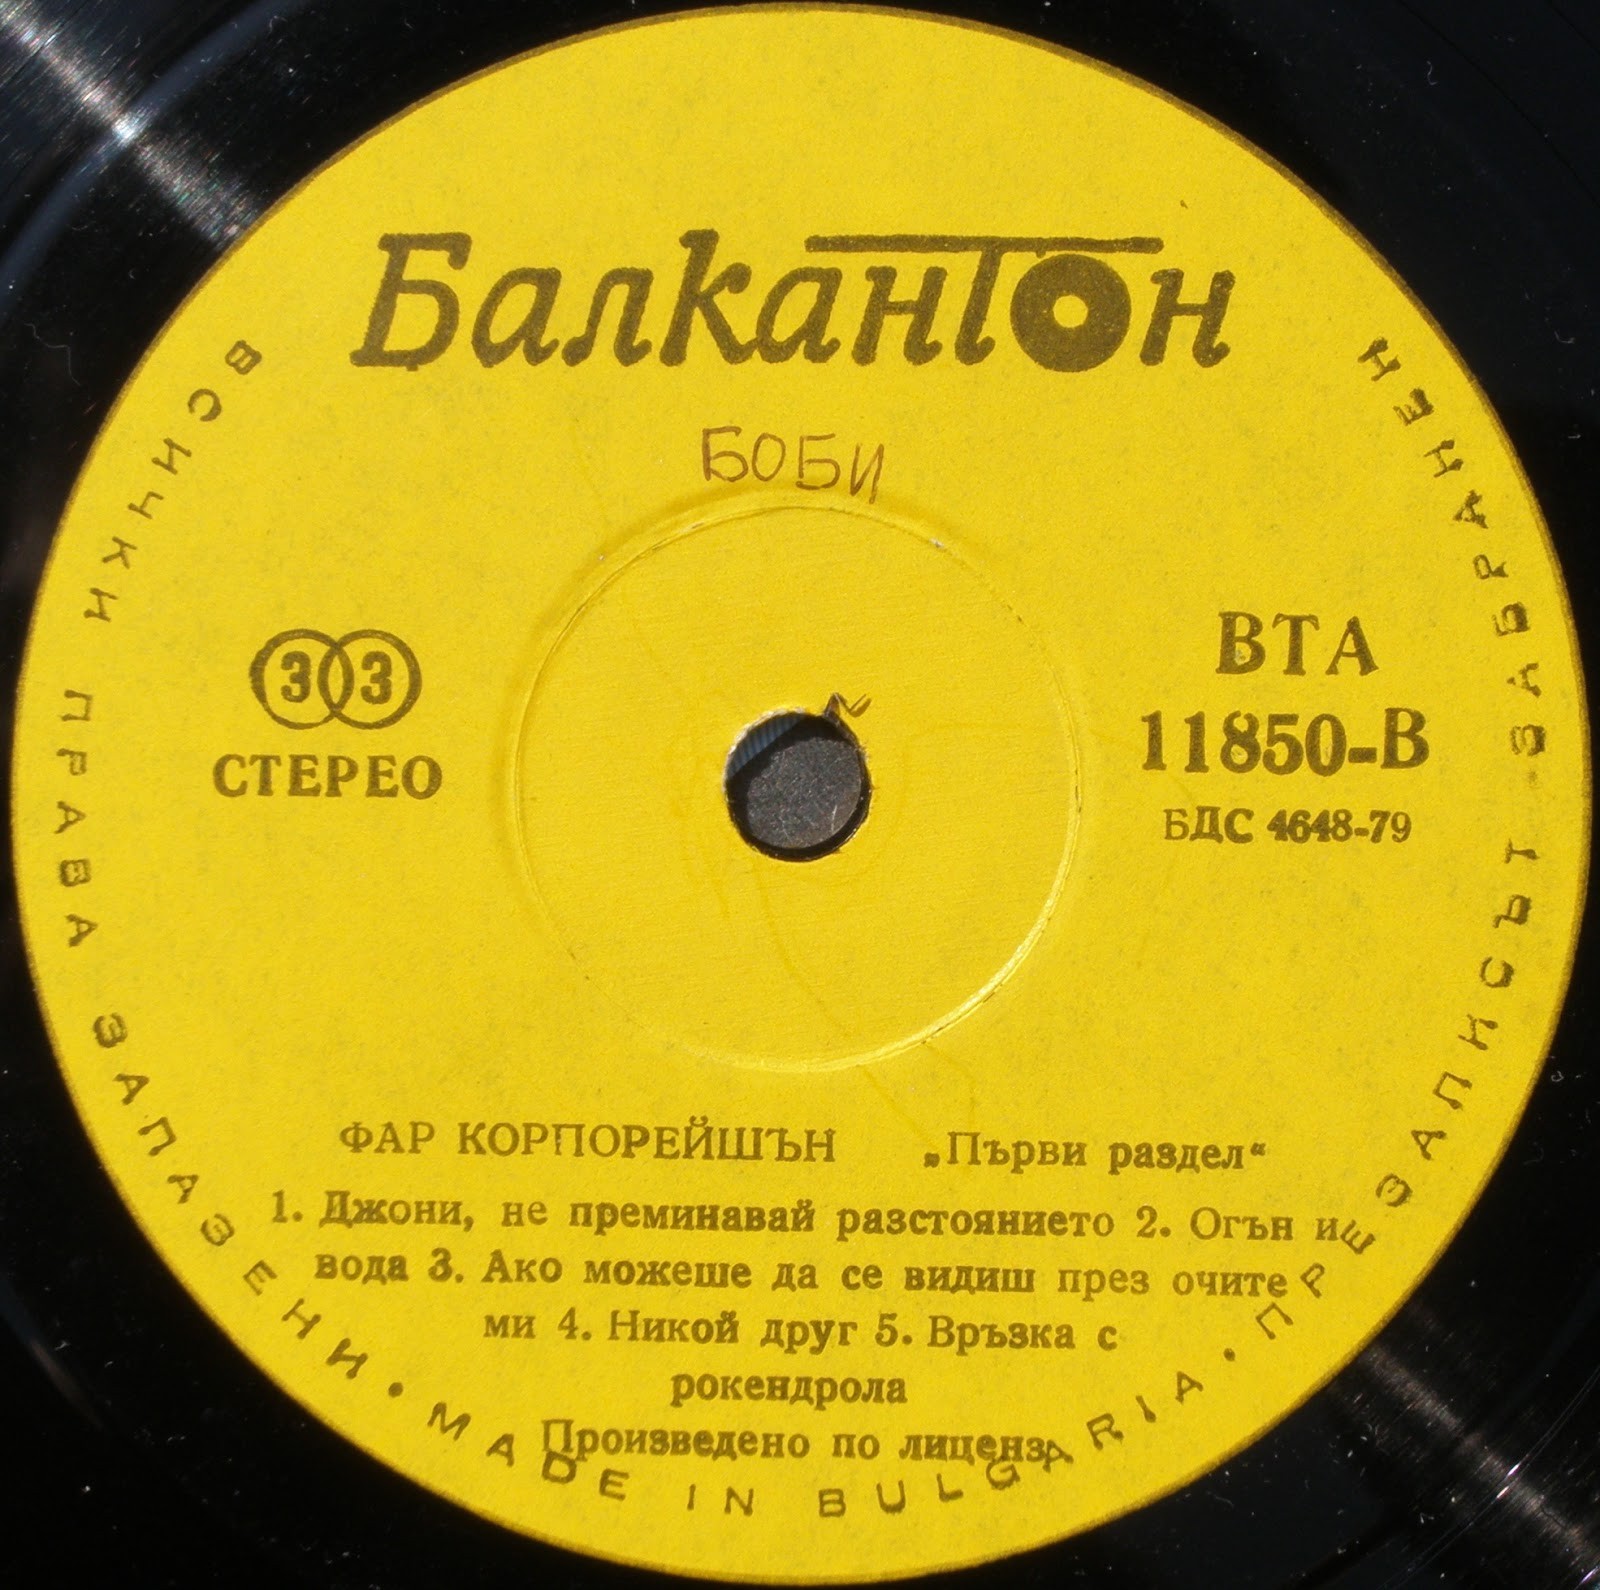 Балкантон
БОБИ
33
СТЕРЕО
ВТА
11850-В
БДС 4648-79
ФАР КОРПОРЕЙШЪН „Първи раздел“
1. Джони, не преминавай разстоянието 2. Огън и
вода 3. Ако можеше да се видиш през очите
ми 4. Никой друг 5. Връзка с
рокендрола
Произведено по лиценз
ВСИЧКИ ПРАВА ЗАПАЗЕНИ · MADE IN BULGARIA · ПРЕЗАПИСЪТ ЗАБРАНЕН